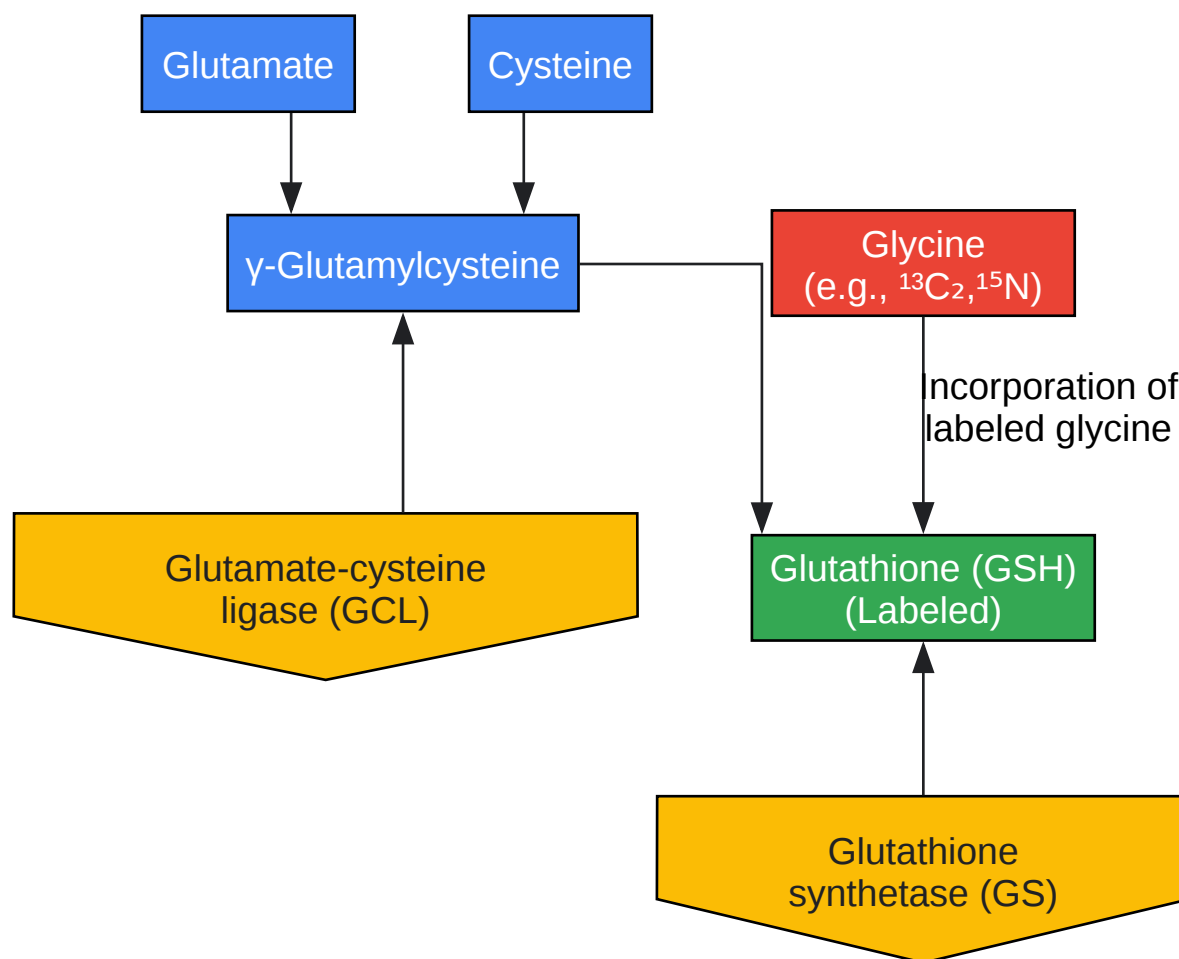 Glutamate
Cysteine
γ-Glutamylcysteine
Glycine
(e.g., ¹³C₂,¹⁵N)
Incorporation of
labeled glycine
Glutamate-cysteine
ligase (GCL)
Glutathione (GSH)
(Labeled)
Glutathione
synthetase (GS)